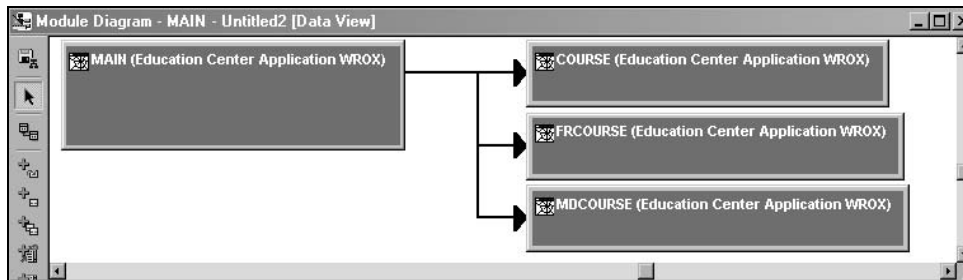 Module Diagram - MAIN - Untitled2 [Data View]
MAIN (Education Center Application WROX)
COURSE (Education Center Application WROX)
FRCOURSE (Education Center Application WROX)
MDCOURSE (Education Center Application WROX)